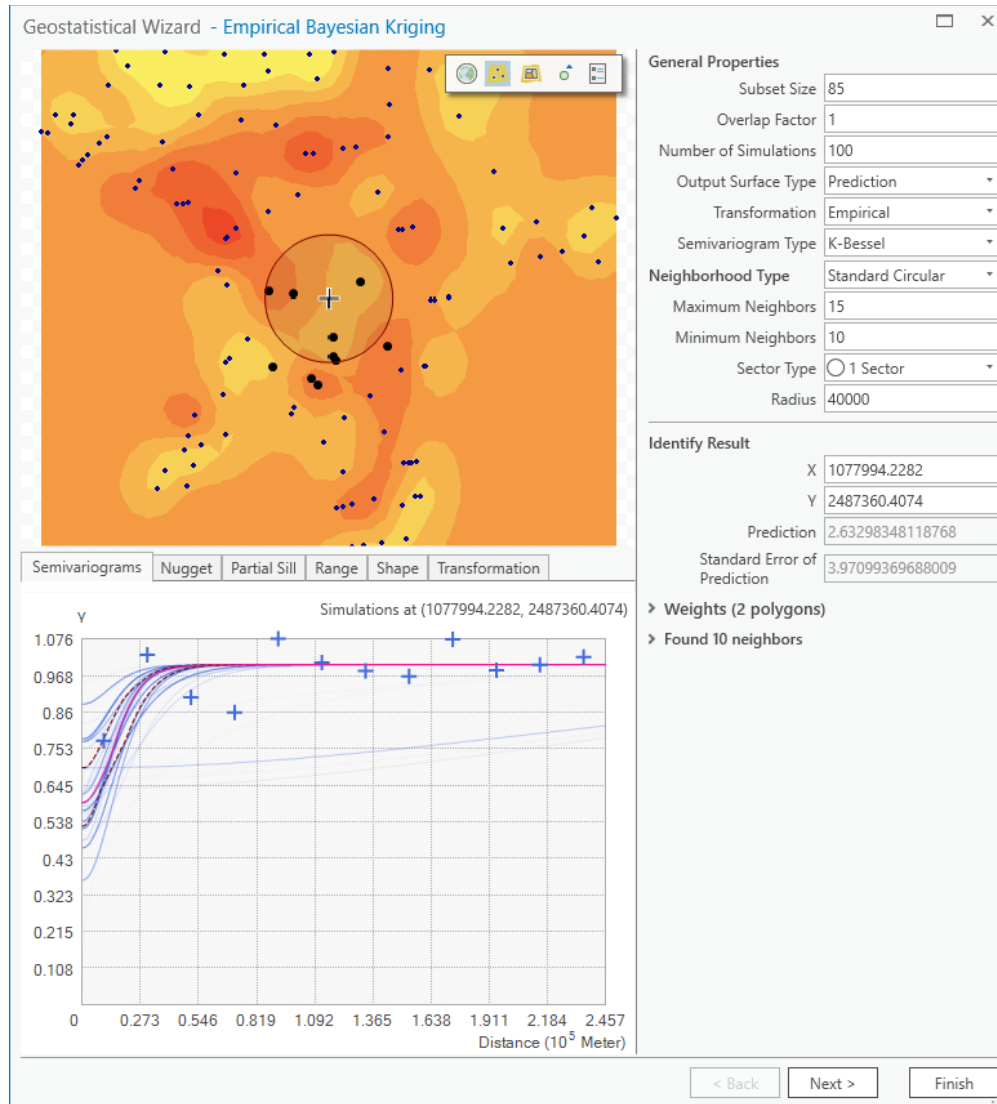 Geostatistical Wizard - Empirical Bayesian Kriging
General Properties
Subset Size 85
Overlap Factor 1
Number of Simulations 100
Output Surface Type Prediction
Transformation Empirical
Semivariogram Type K-Bessel
Neighborhood Type Standard Circular
Maximum Neighbors 15
Minimum Neighbors 10
Sector Type 1 Sector
Radius 40000
Identify Result
X 1077994.2282
Y 2487360.4074
Prediction 2.63298348118768
Standard Error of
Prediction 3.97099369688009
Weights (2 polygons)
Found 10 neighbors
Semivariograms Nugget Partial Sill Range Shape Transformation
γ Simulations at (1077994.2282, 2487360.4074)
1.076
0.968
0.86
0.753
0.645
0.538
0.43
0.323
0.215
0.108
0 0.273 0.546 0.819 1.092 1.365 1.638 1.911 2.184 2.457
Distance (10⁵ Meter)
< Back Next > Finish